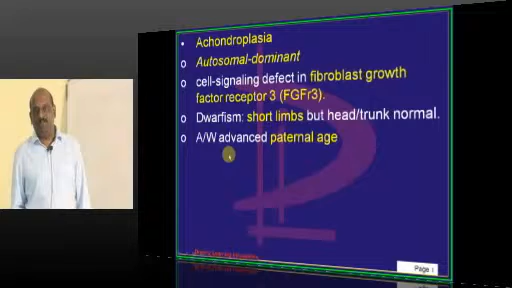 • Achondroplasia
o Autosomal-dominant
o cell-signaling defect in fibroblast growth
factor receptor 3 (FGFr3).
o Dwarfism: short limbs but head/trunk normal.
o A/W advanced paternal age
Page 1